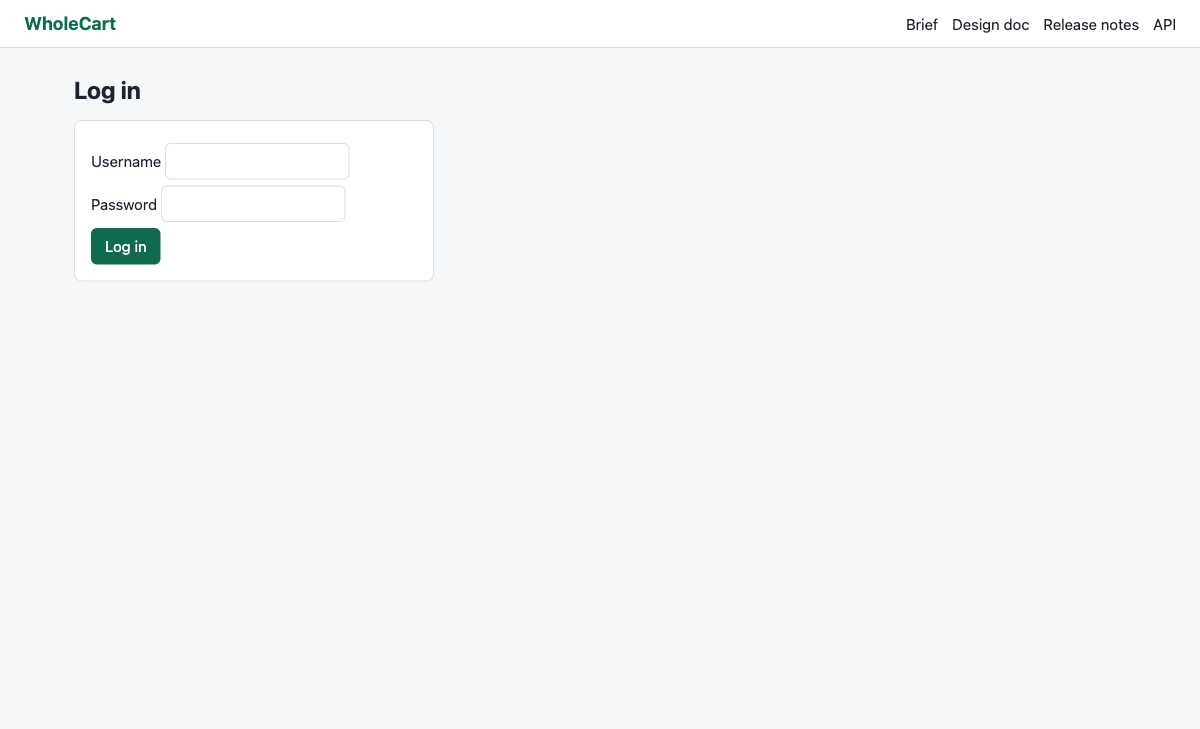 WholeCart
Brief Design doc Release notes API
Log in
Username
Password
Log in